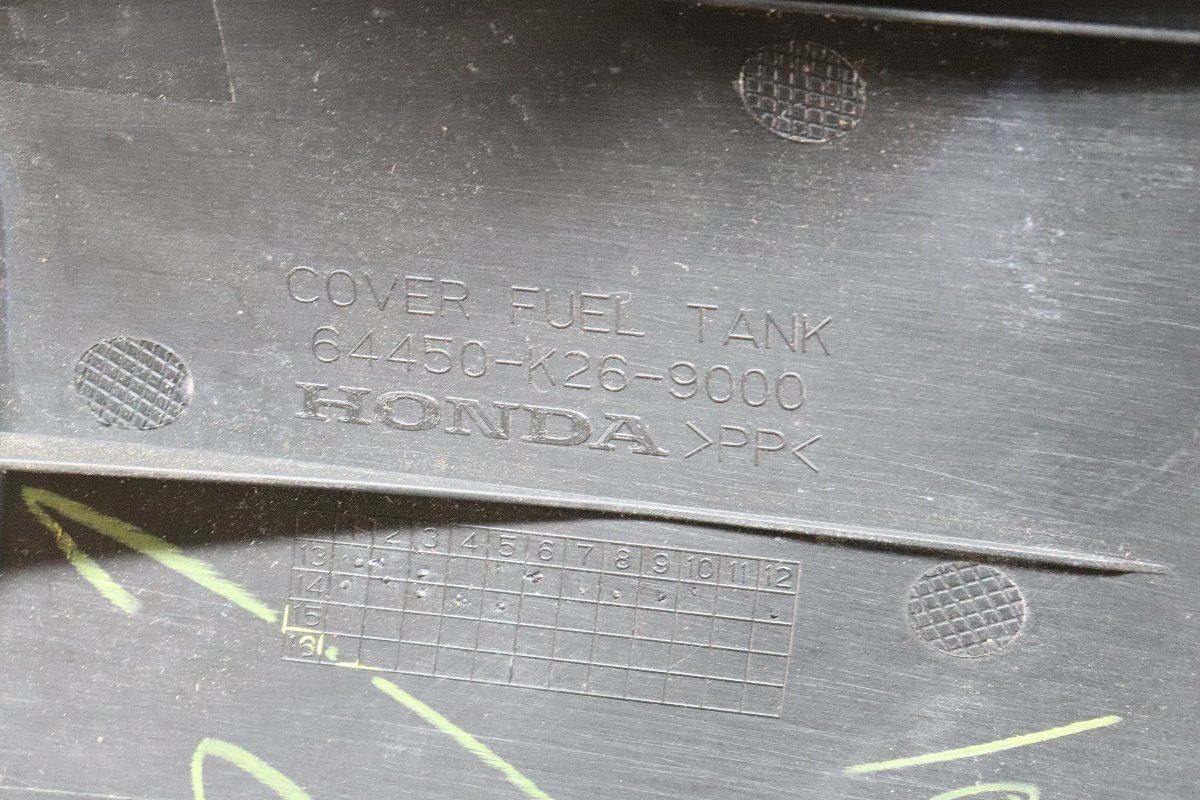 COVER FUEL TANK
64450-K26-9000
HONDA >PP<
2 3 4 5 6 7 8 9 10 11 12
13
14
15
16